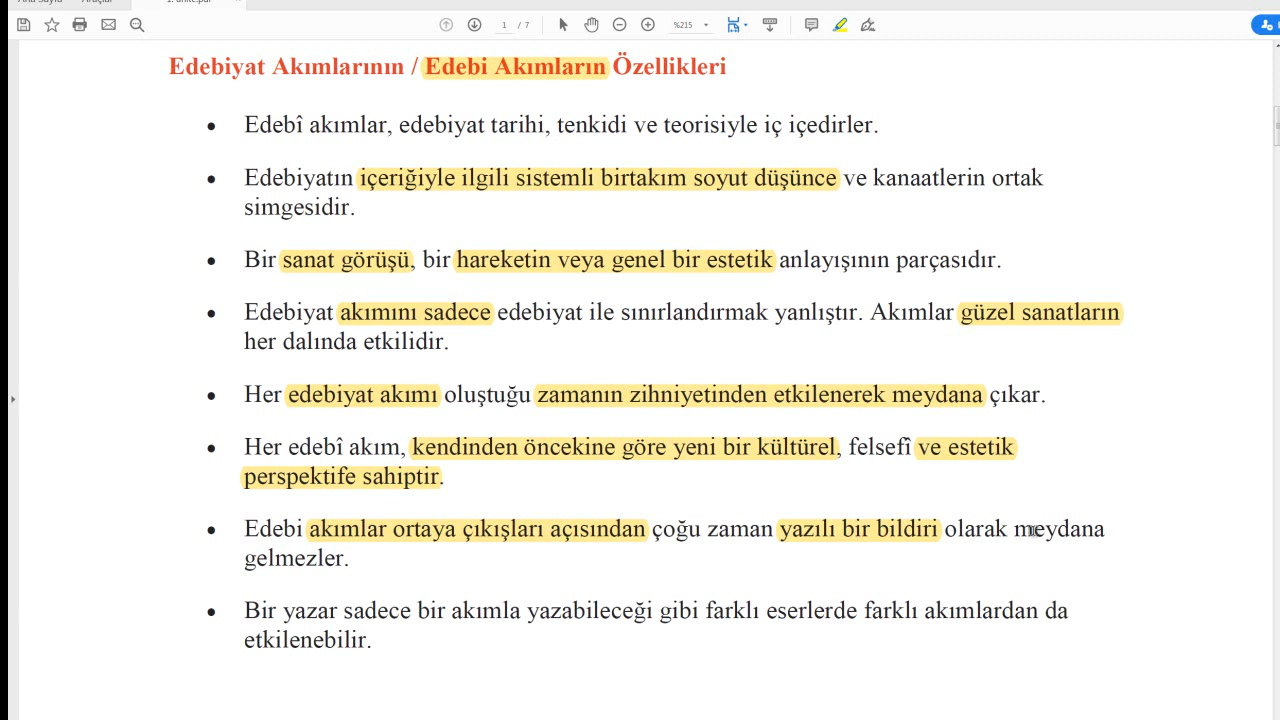 1 / 7
%215
Edebiyat Akımlarının / Edebi Akımların Özellikleri
• Edebî akımlar, edebiyat tarihi, tenkidi ve teorisiyle iç içedirler.
• Edebiyatın içeriğiyle ilgili sistemli birtakım soyut düşünce ve kanaatlerin ortak
simgesidir.
• Bir sanat görüşü, bir hareketin veya genel bir estetik anlayışının parçasıdır.
• Edebiyat akımını sadece edebiyat ile sınırlandırmak yanlıştır. Akımlar güzel sanatların
her dalında etkilidir.
• Her edebiyat akımı oluştuğu zamanın zihniyetinden etkilenerek meydana çıkar.
• Her edebî akım, kendinden öncekine göre yeni bir kültürel, felsefî ve estetik
perspektife sahiptir.
• Edebi akımlar ortaya çıkışları açısından çoğu zaman yazılı bir bildiri olarak meydana
gelmezler.
• Bir yazar sadece bir akımla yazabileceği gibi farklı eserlerde farklı akımlardan da
etkilenebilir.